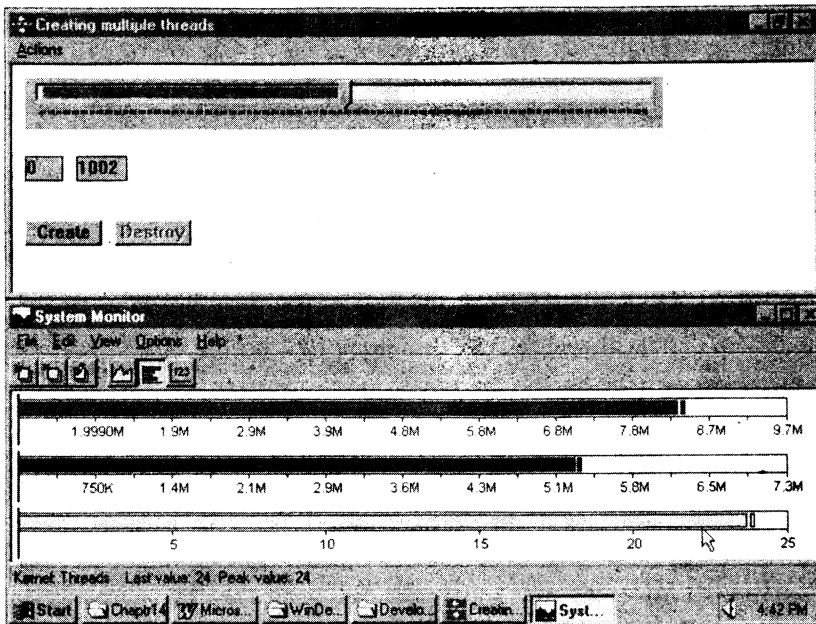 Creating multiple threads
Actions
0 1002
Create Destroy
System Monitor
File Edit View Options Help
123
1.9990M 1.9M 2.9M 3.9M 4.8M 5.8M 6.8M 7.8M 8.7M 9.7M
750K 1.4M 2.1M 2.9M 3.6M 4.3M 5.1M 5.8M 6.5M 7.3M
5 10 15 20 25
Kernel: Threads Last value: 24 Peak value: 24
Start Chaptr14 Micros... WinDe... Develo... Creatin... Syst... 4:42 PM